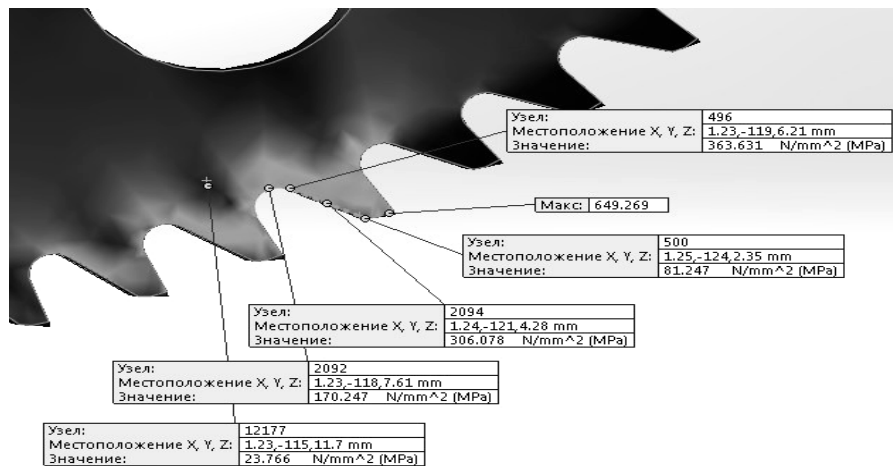 Узел: 496
Местоположение X, Y, Z: 1.23,-119,6.21 mm
Значение: 363.631 N/mm^2 (MPa)
Макс: 649.269
Узел: 500
Местоположение X, Y, Z: 1.25,-124,2.35 mm
Значение: 81.247 N/mm^2 (MPa)
Узел: 2094
Местоположение X, Y, Z: 1.24,-121,4.28 mm
Значение: 306.078 N/mm^2 (MPa)
Узел: 2092
Местоположение X, Y, Z: 1.23,-118,7.61 mm
Значение: 170.247 N/mm^2 (MPa)
Узел: 12177
Местоположение X, Y, Z: 1.23,-115,11.7 mm
Значение: 23.766 N/mm^2 (MPa)